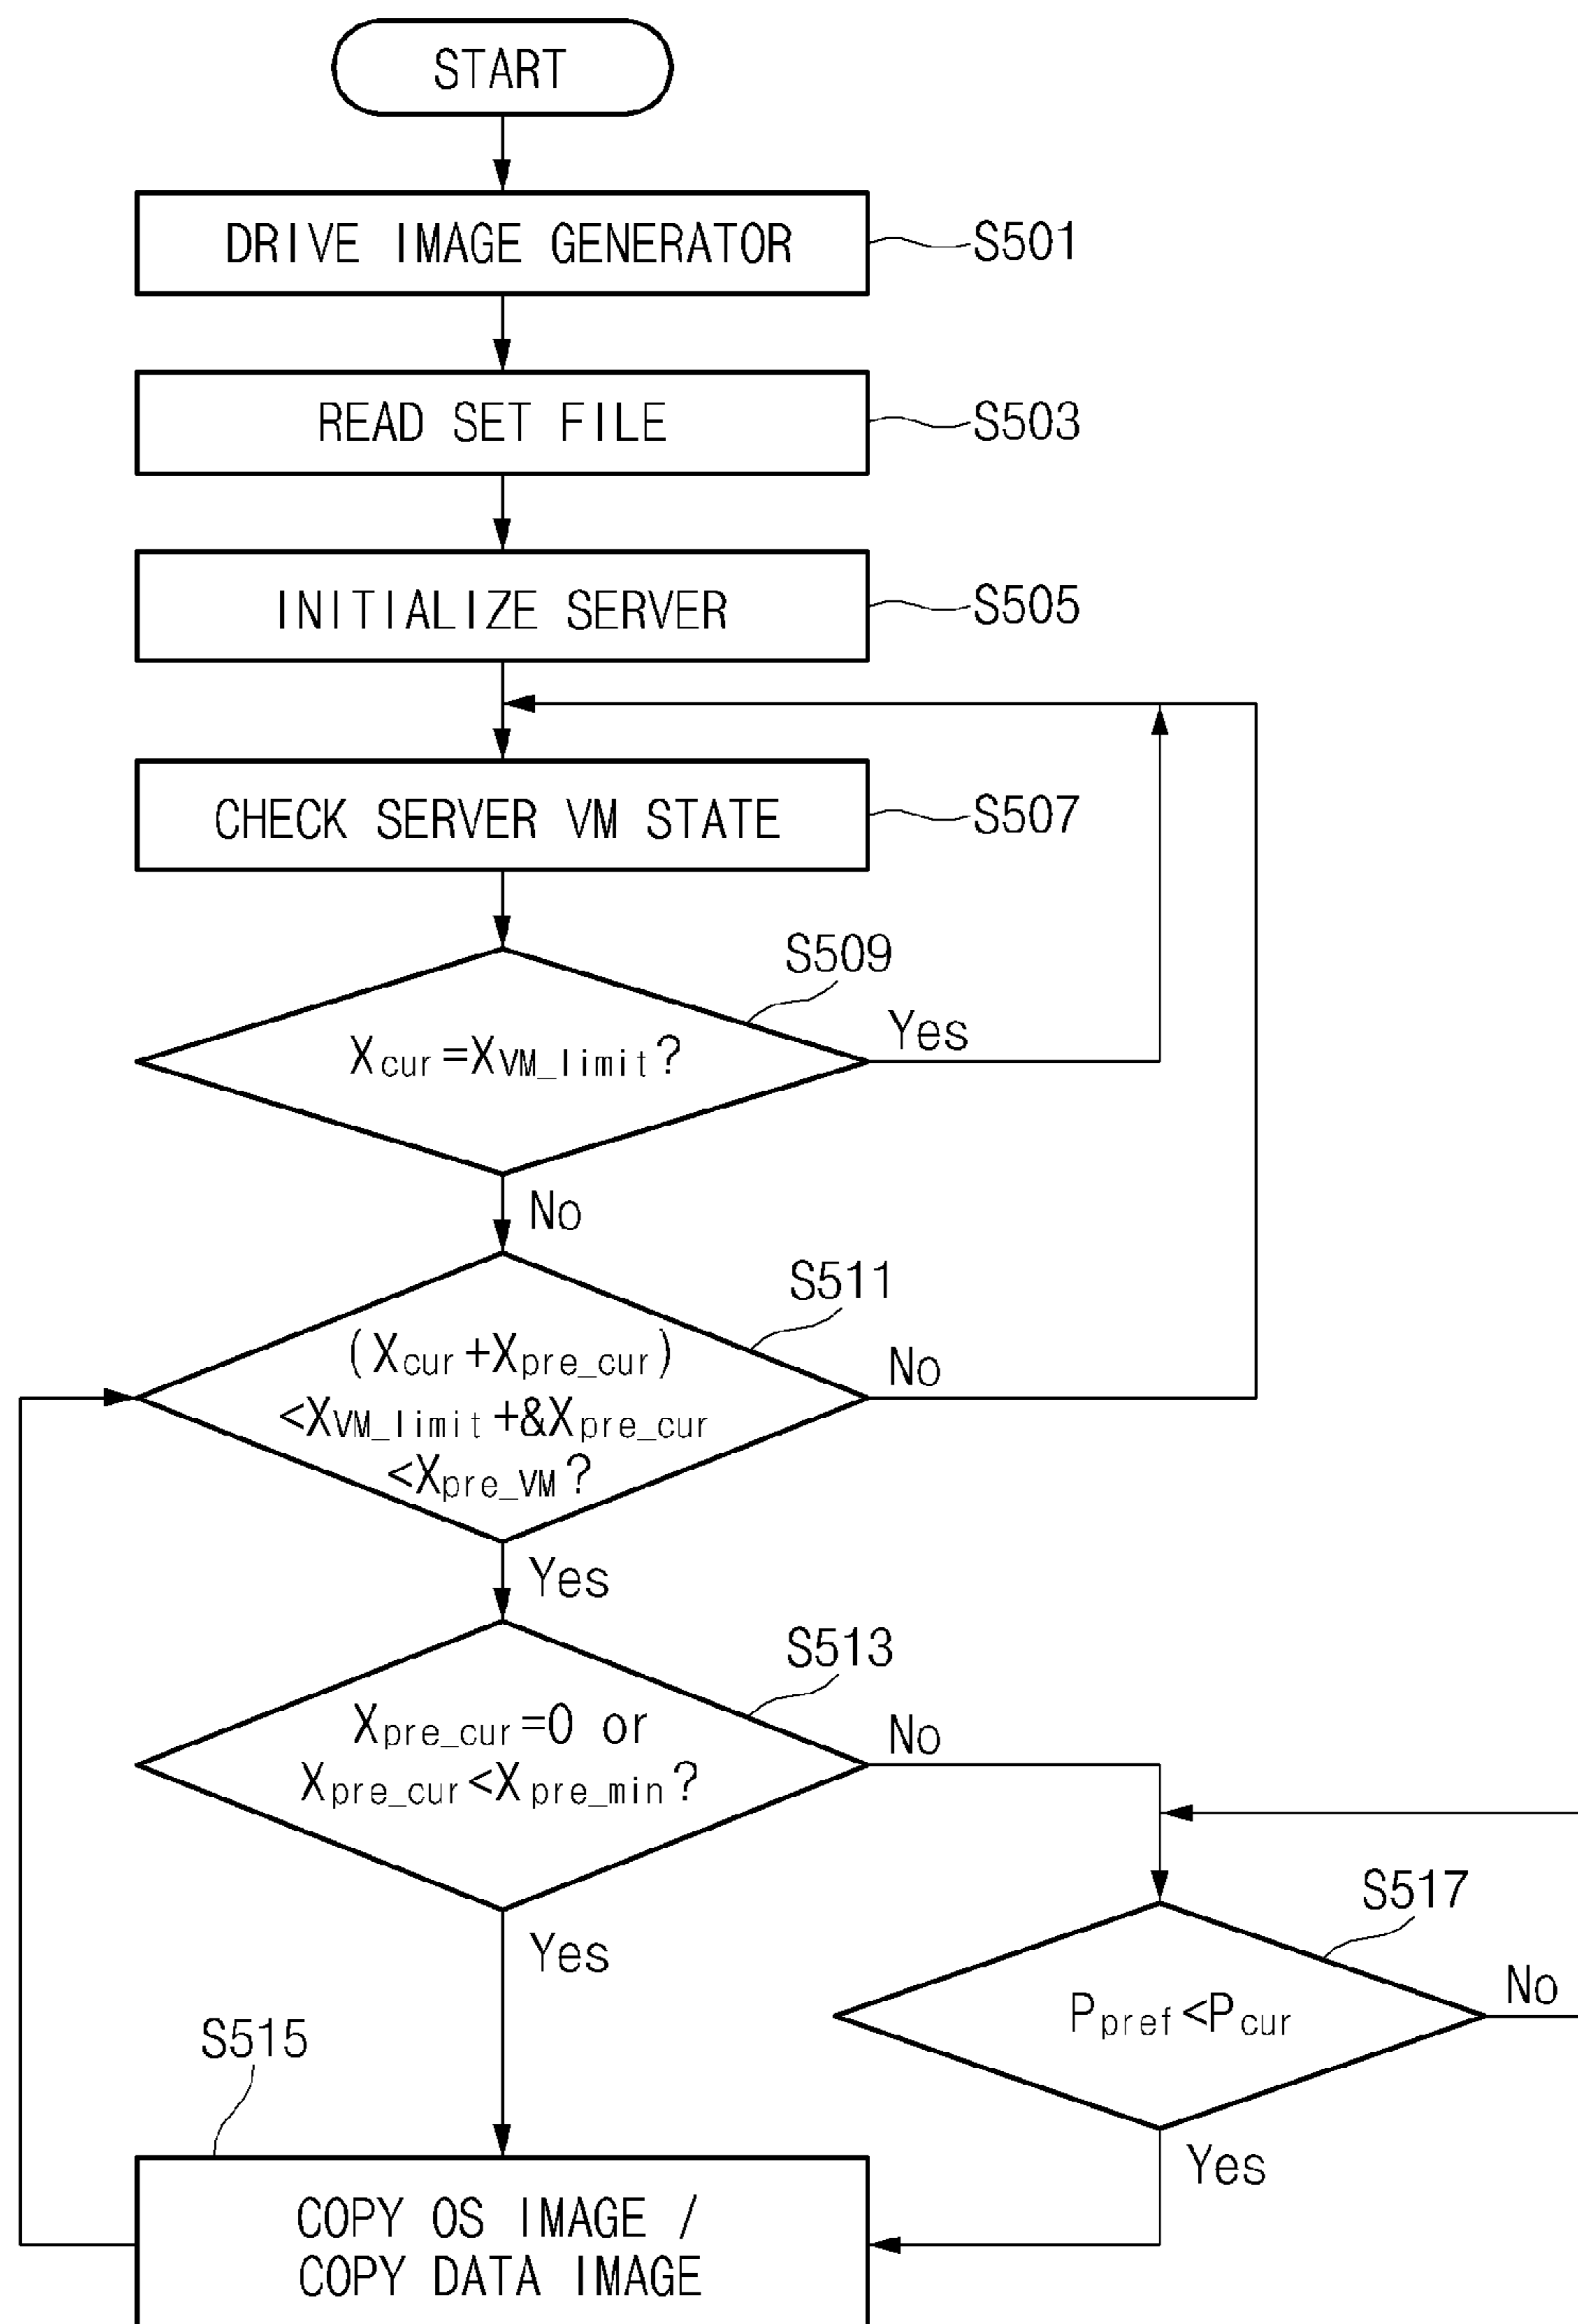 START
DRIVE IMAGE GENERATOR
S501
READ SET FILE
S503
INITIALIZE SERVER
S505
CHECK SERVER VM STATE
S507
S509
Xcur=XVM_limit?
Yes
No
S511
(Xcur+Xpre_cur)
<XVM_limit+&Xpre_cur
<Xpre_VM?
No
Yes
S513
Xpre_cur=0 or
Xpre_cur<Xpre_min?
No
Yes
S517
Ppref<Pcur
No
Yes
S515
COPY OS IMAGE /
COPY DATA IMAGE